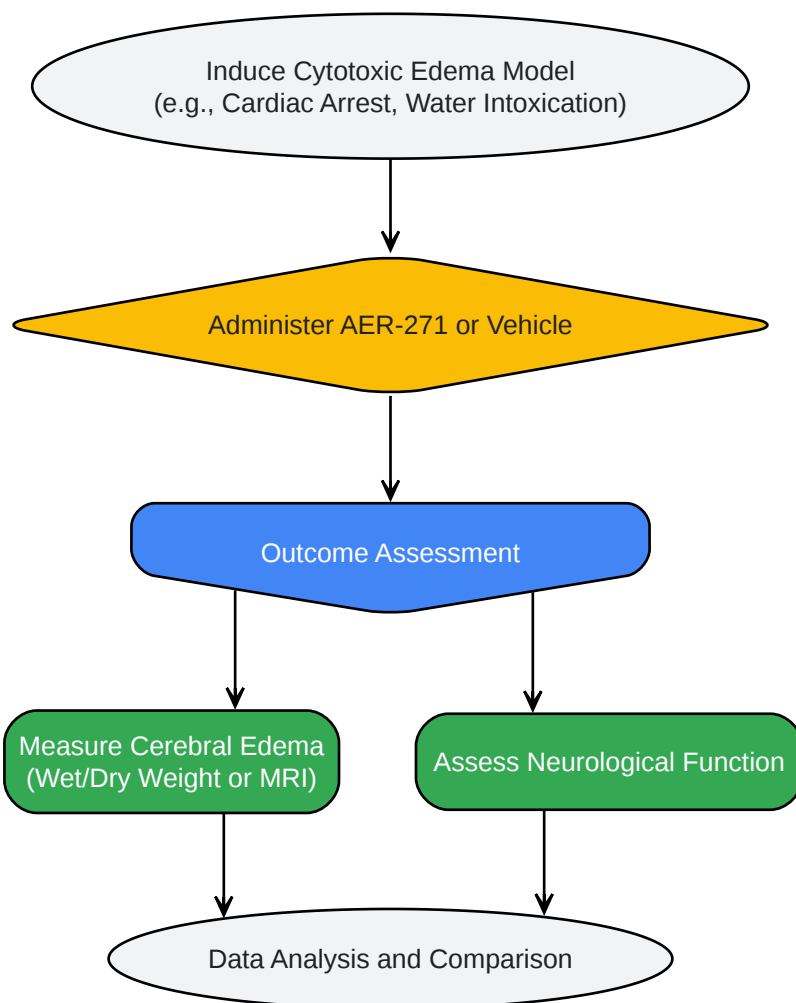 Induce Cytotoxic Edema Model
(e.g., Cardiac Arrest, Water Intoxication)
Administer AER-271 or Vehicle
Outcome Assessment
Measure Cerebral Edema
(Wet/Dry Weight or MRI)
Assess Neurological Function
Data Analysis and Comparison